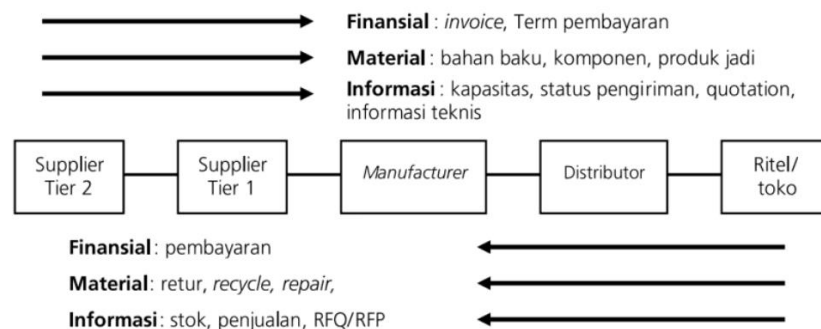 Finansial : invoice, Term pembayaran
Material : bahan baku, komponen, produk jadi
Informasi : kapasitas, status pengiriman, quotation,
informasi teknis
Supplier
Tier 2
Supplier
Tier 1
Manufacturer
Distributor
Ritel/
toko
Finansial : pembayaran
Material : retur, recycle, repair,
Informasi : stok, penjualan, RFQ/RFP